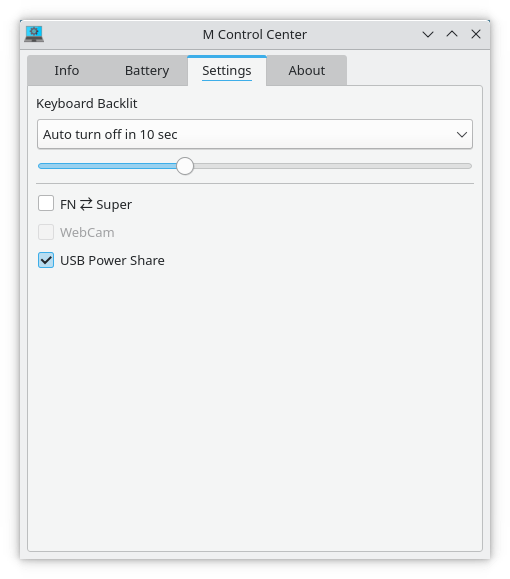 M Control Center
Info Battery Settings About
Keyboard Backlit
Auto turn off in 10 sec
FN ⇄ Super
WebCam
USB Power Share